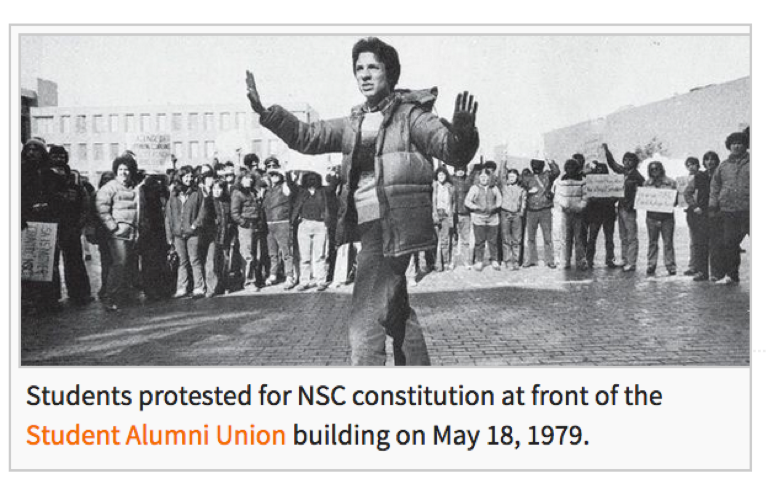 Students protested for NSC constitution at front of the
Student Alumni Union building on May 18, 1979.